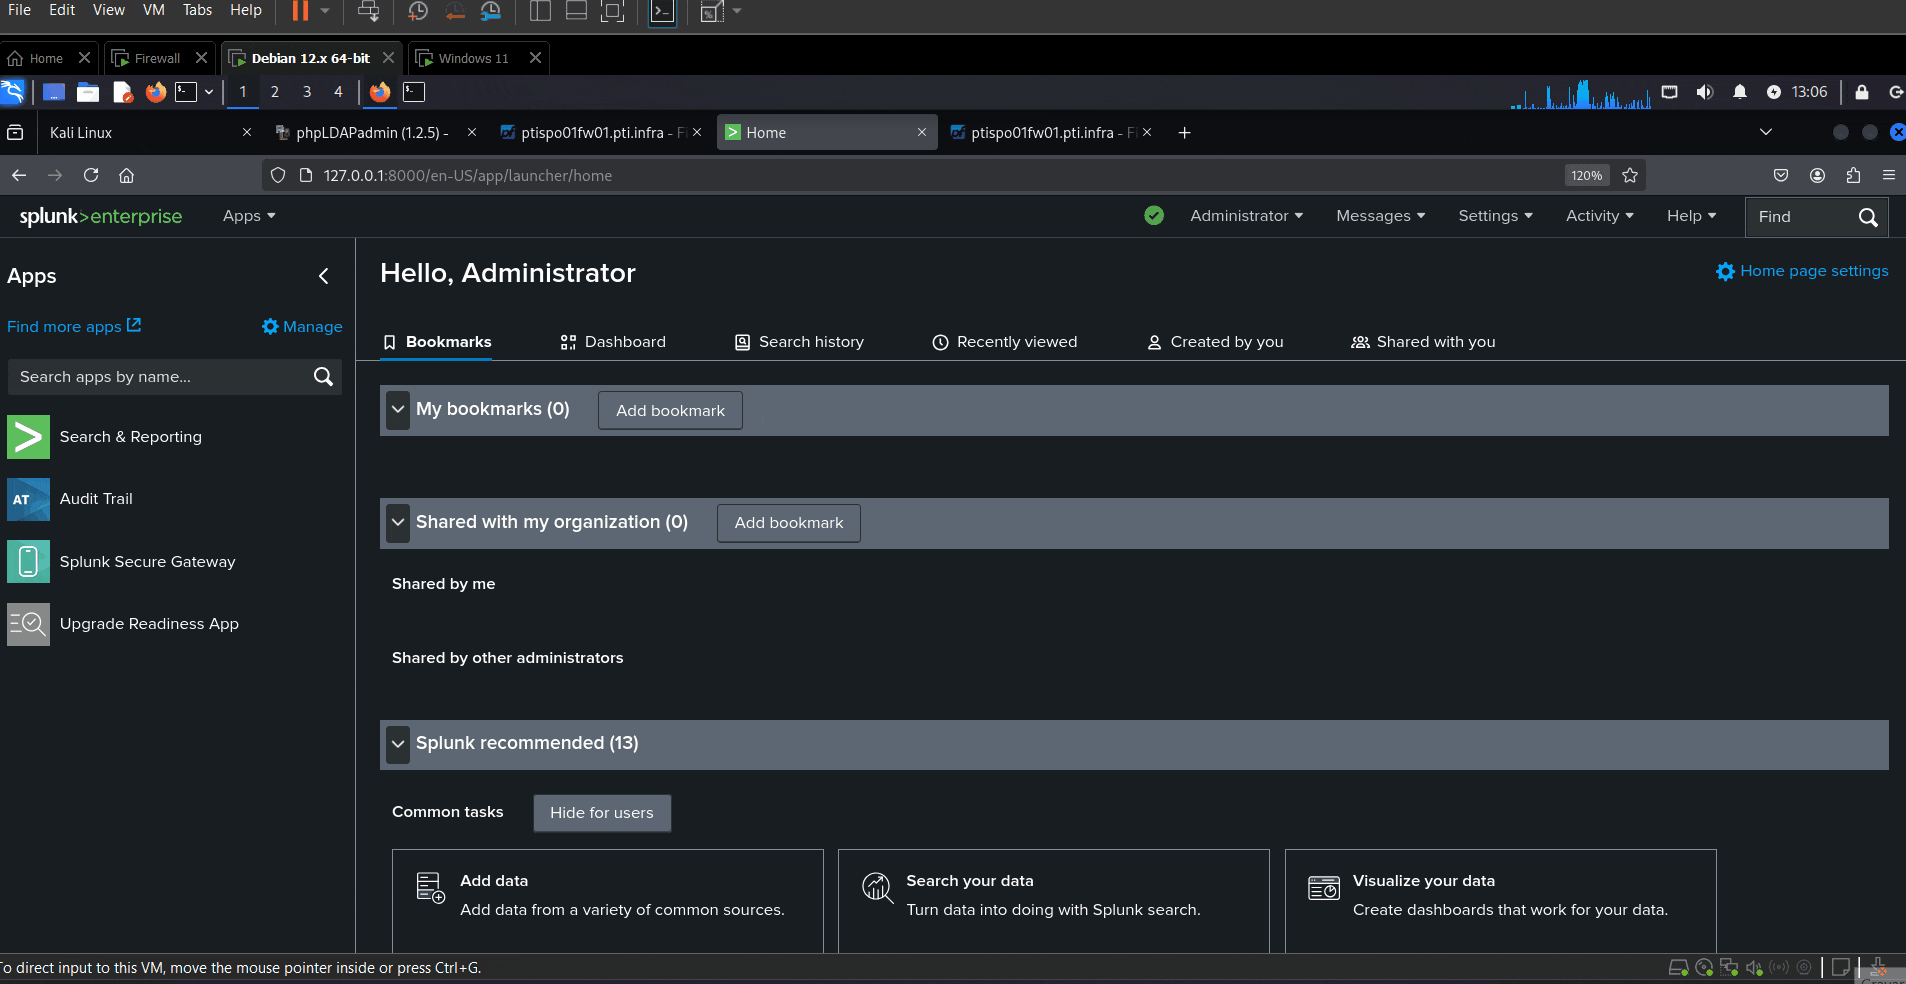 File Edit View VM Tabs Help
Home Firewall Debian 12.x 64-bit Windows 11
1 2 3 4 13:06
Kali Linux phpLDAPadmin (1.2.5) - ptispo01fw01.pti.infra - Fi Home ptispo01fw01.pti.infra - Fi
127.0.0.1:8000/en-US/app/launcher/home 120%
splunk>enterprise Apps Administrator Messages Settings Activity Help Find
Apps
Hello, Administrator
Home page settings
Find more apps Manage
Bookmarks Dashboard Search history Recently viewed Created by you Shared with you
Search apps by name...
My bookmarks (0) Add bookmark
Search & Reporting
AT Audit Trail
Shared with my organization (0) Add bookmark
Splunk Secure Gateway
Shared by me
Upgrade Readiness App
Shared by other administrators
Splunk recommended (13)
Common tasks Hide for users
Add data
Add data from a variety of common sources.
Search your data
Turn data into doing with Splunk search.
Visualize your data
Create dashboards that work for your data.
To direct input to this VM, move the mouse pointer inside or press Ctrl+G.